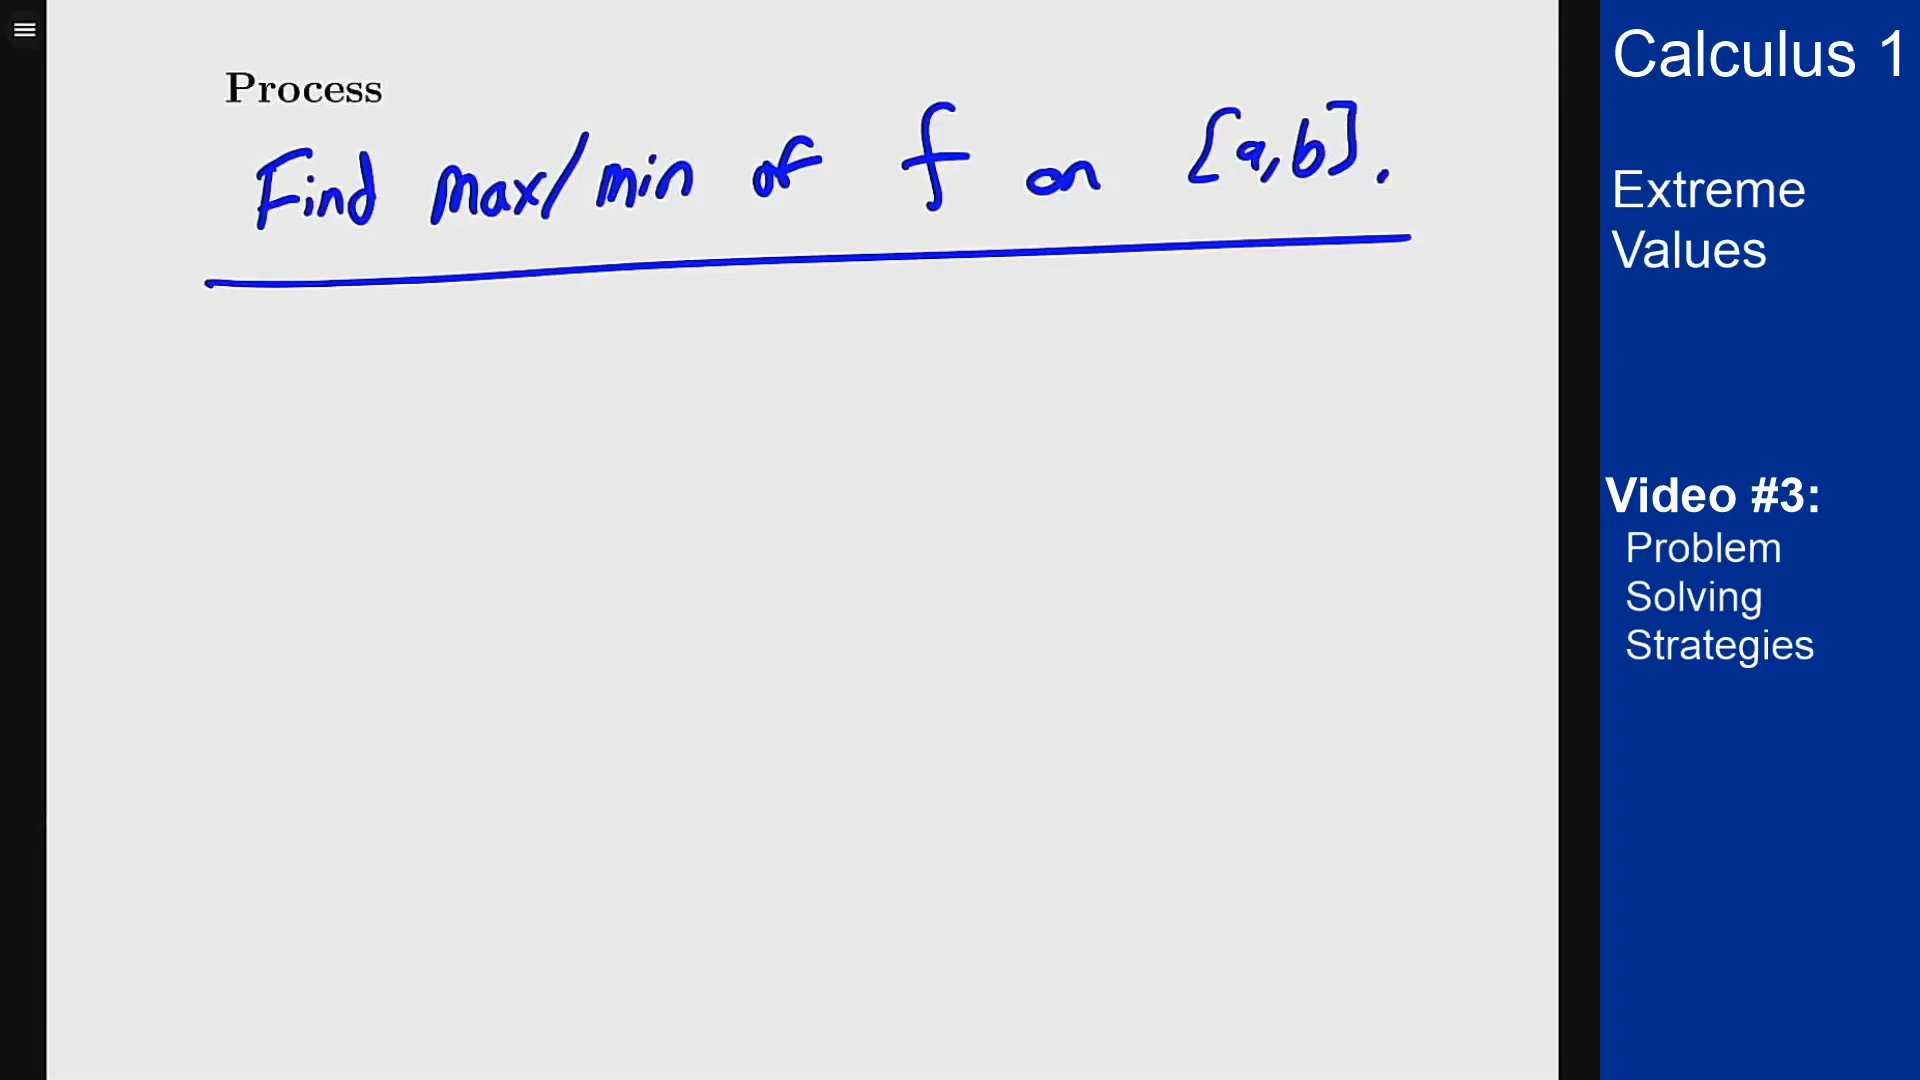 Process
Find max/min of f on [a,b].
Calculus 1
Extreme
Values
Video #3:
Problem
Solving
Strategies